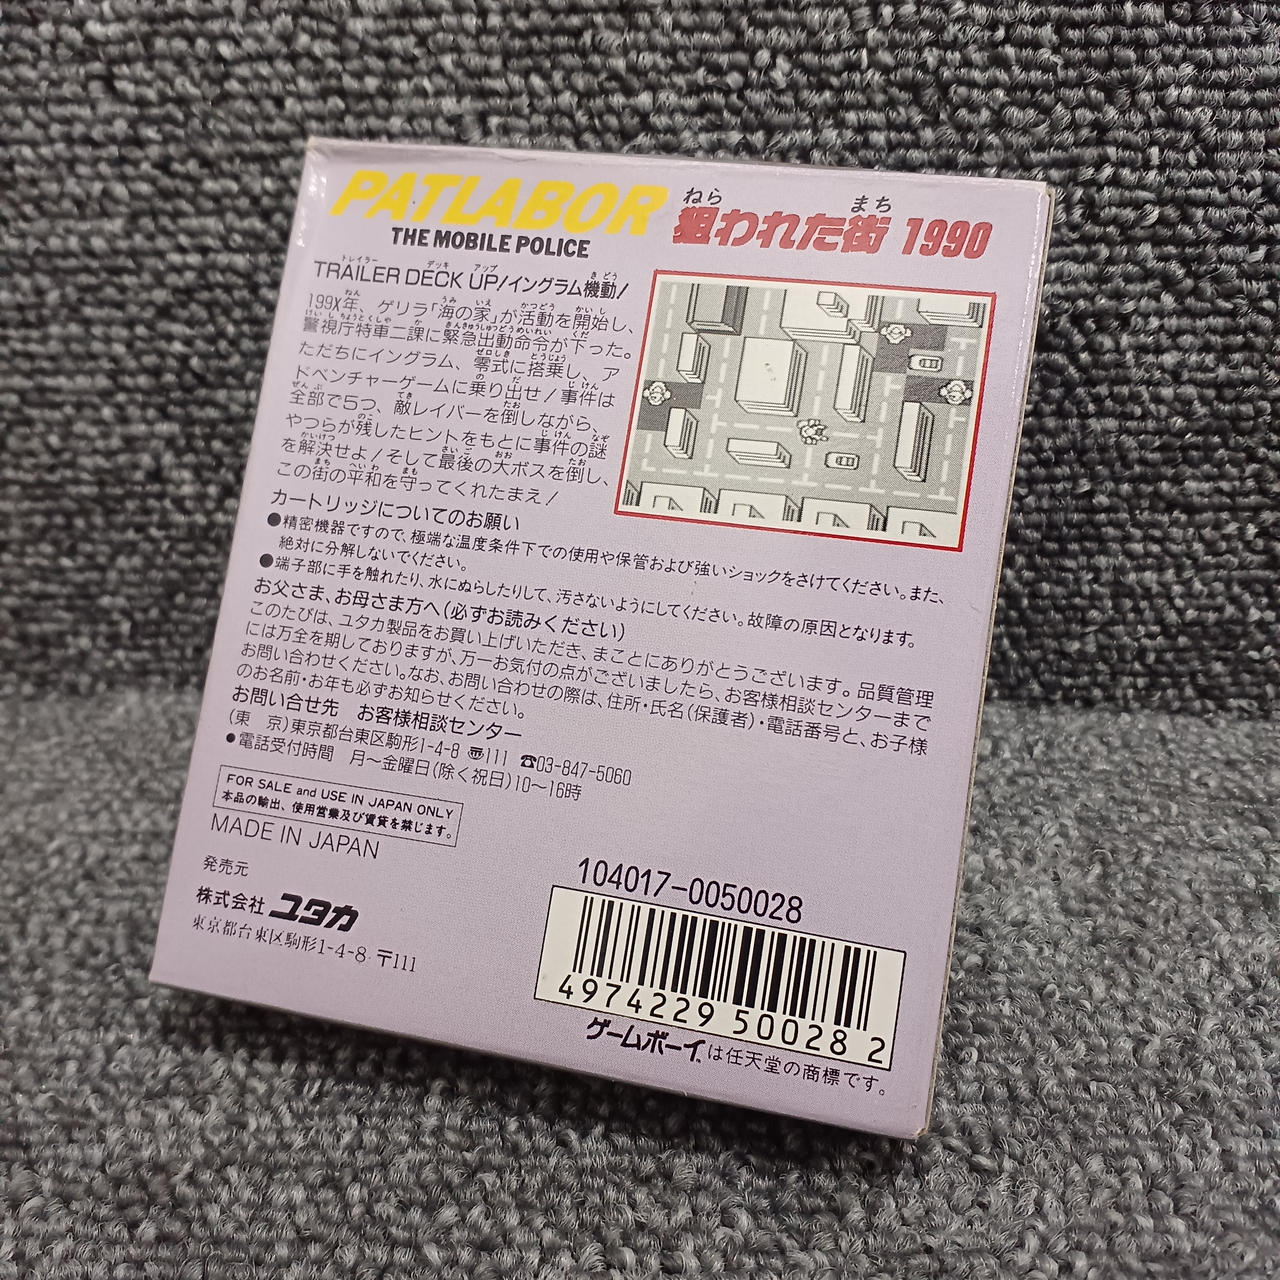 PATLABOR
THE MOBILE POLICE
狙われた街 1990
ねら まち
TRAILER DECK UP!イングラム機動!
トレイラー デッキ アップ きどう
199X年、ゲリラ「海の家」が活動を開始し、
警視庁特車二課に緊急出動命令が下った。
ただちにイングラム、零式に搭乗し、ア
ドベンチャーゲームに乗り出せ!事件は
全部で5つ、敵レイバーを倒しながら、
やつらが残したヒントをもとに事件の謎
を解決せよ!そして最後の大ボスを倒し、
この街の平和を守ってくれたまえ!
カートリッジについてのお願い
●精密機器ですので、極端な温度条件下での使用や保管および強いショックをさけてください。また、
絶対に分解しないでください。
●端子部に手を触れたり、水にぬらしたりして、汚さないようにしてください。故障の原因となります。
お父さま、お母さま方へ(必ずお読みください)
このたびは、ユタカ製品をお買い上げいただき、まことにありがとうございます。品質管理
には万全を期しておりますが、万一お気付の点がございましたら、お客様相談センターまで
お問い合わせください。なお、お問い合わせの際は、住所・氏名(保護者)・電話番号と、お子様
のお名前・お年も必ずお知らせください。
お問い合せ先 お客様相談センター
(東 京)東京都台東区駒形1-4-8 〠111 ☎03-847-5060
●電話受付時間 月〜金曜日(除く祝日)10〜16時
FOR SALE and USE IN JAPAN ONLY
本品の輸出、使用営業及び賃貸を禁じます。
MADE IN JAPAN
発売元
株式会社 ユタカ
東京都台東区駒形1-4-8 〒111
104017-0050028
4974229 500282
ゲームボーイは任天堂の商標です。